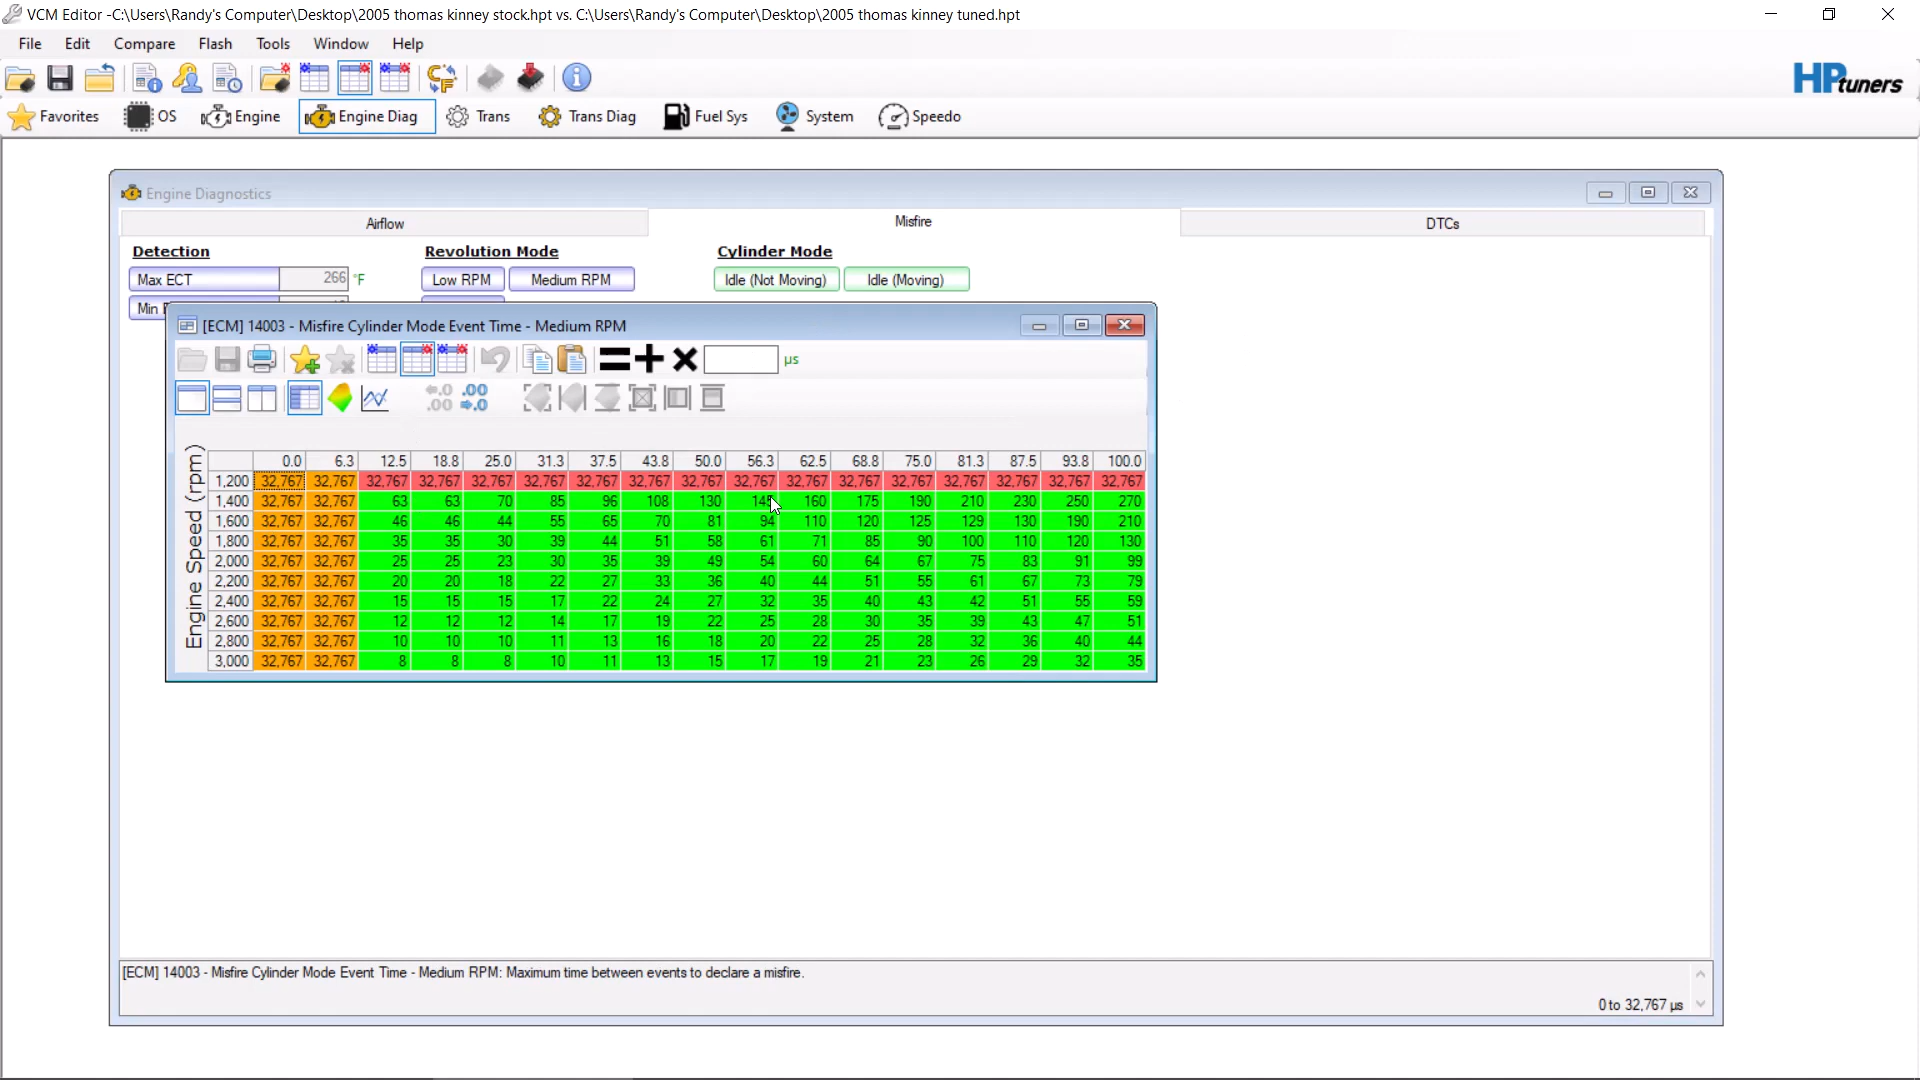 VCM Editor -C:\Users\Randy's Computer\Desktop\2005 thomas kinney stock.hpt vs. C:\Users\Randy's Computer\Desktop\2005 thomas kinney tuned.hpt
File Edit Compare Flash Tools Window Help
HPtuners
Favorites OS Engine Engine Diag Trans Trans Diag Fuel Sys System Speedo
Engine Diagnostics
Airflow Misfire DTCs
Detection Revolution Mode Cylinder Mode
Max ECT 266 °F Low RPM Medium RPM Idle (Not Moving) Idle (Moving)
Min
[ECM] 14003 - Misfire Cylinder Mode Event Time - Medium RPM
µs
.0 .00 .00 .0
0.0 6.3 12.5 18.8 25.0 31.3 37.5 43.8 50.0 56.3 62.5 68.8 75.0 81.3 87.5 93.8 100.0
Engine Speed (rpm)
1,200 32,767 32,767 32,767 32,767 32,767 32,767 32,767 32,767 32,767 32,767 32,767 32,767 32,767 32,767 32,767 32,767 32,767
1,400 32,767 32,767 63 63 70 85 96 108 130 145 160 175 190 210 230 250 270
1,600 32,767 32,767 46 46 44 55 65 70 81 94 110 120 125 129 130 190 210
1,800 32,767 32,767 35 35 30 39 44 51 58 61 71 85 90 100 110 120 130
2,000 32,767 32,767 25 25 23 30 35 39 49 54 60 64 67 75 83 91 99
2,200 32,767 32,767 20 20 18 22 27 33 36 40 44 51 55 61 67 73 79
2,400 32,767 32,767 15 15 15 17 22 24 27 32 35 40 43 42 51 55 59
2,600 32,767 32,767 12 12 12 14 17 19 22 25 28 30 35 39 43 47 51
2,800 32,767 32,767 10 10 10 11 13 16 18 20 22 25 28 32 36 40 44
3,000 32,767 32,767 8 8 8 10 11 13 15 17 19 21 23 26 29 32 35
[ECM] 14003 - Misfire Cylinder Mode Event Time - Medium RPM: Maximum time between events to declare a misfire.
0 to 32,767 µs